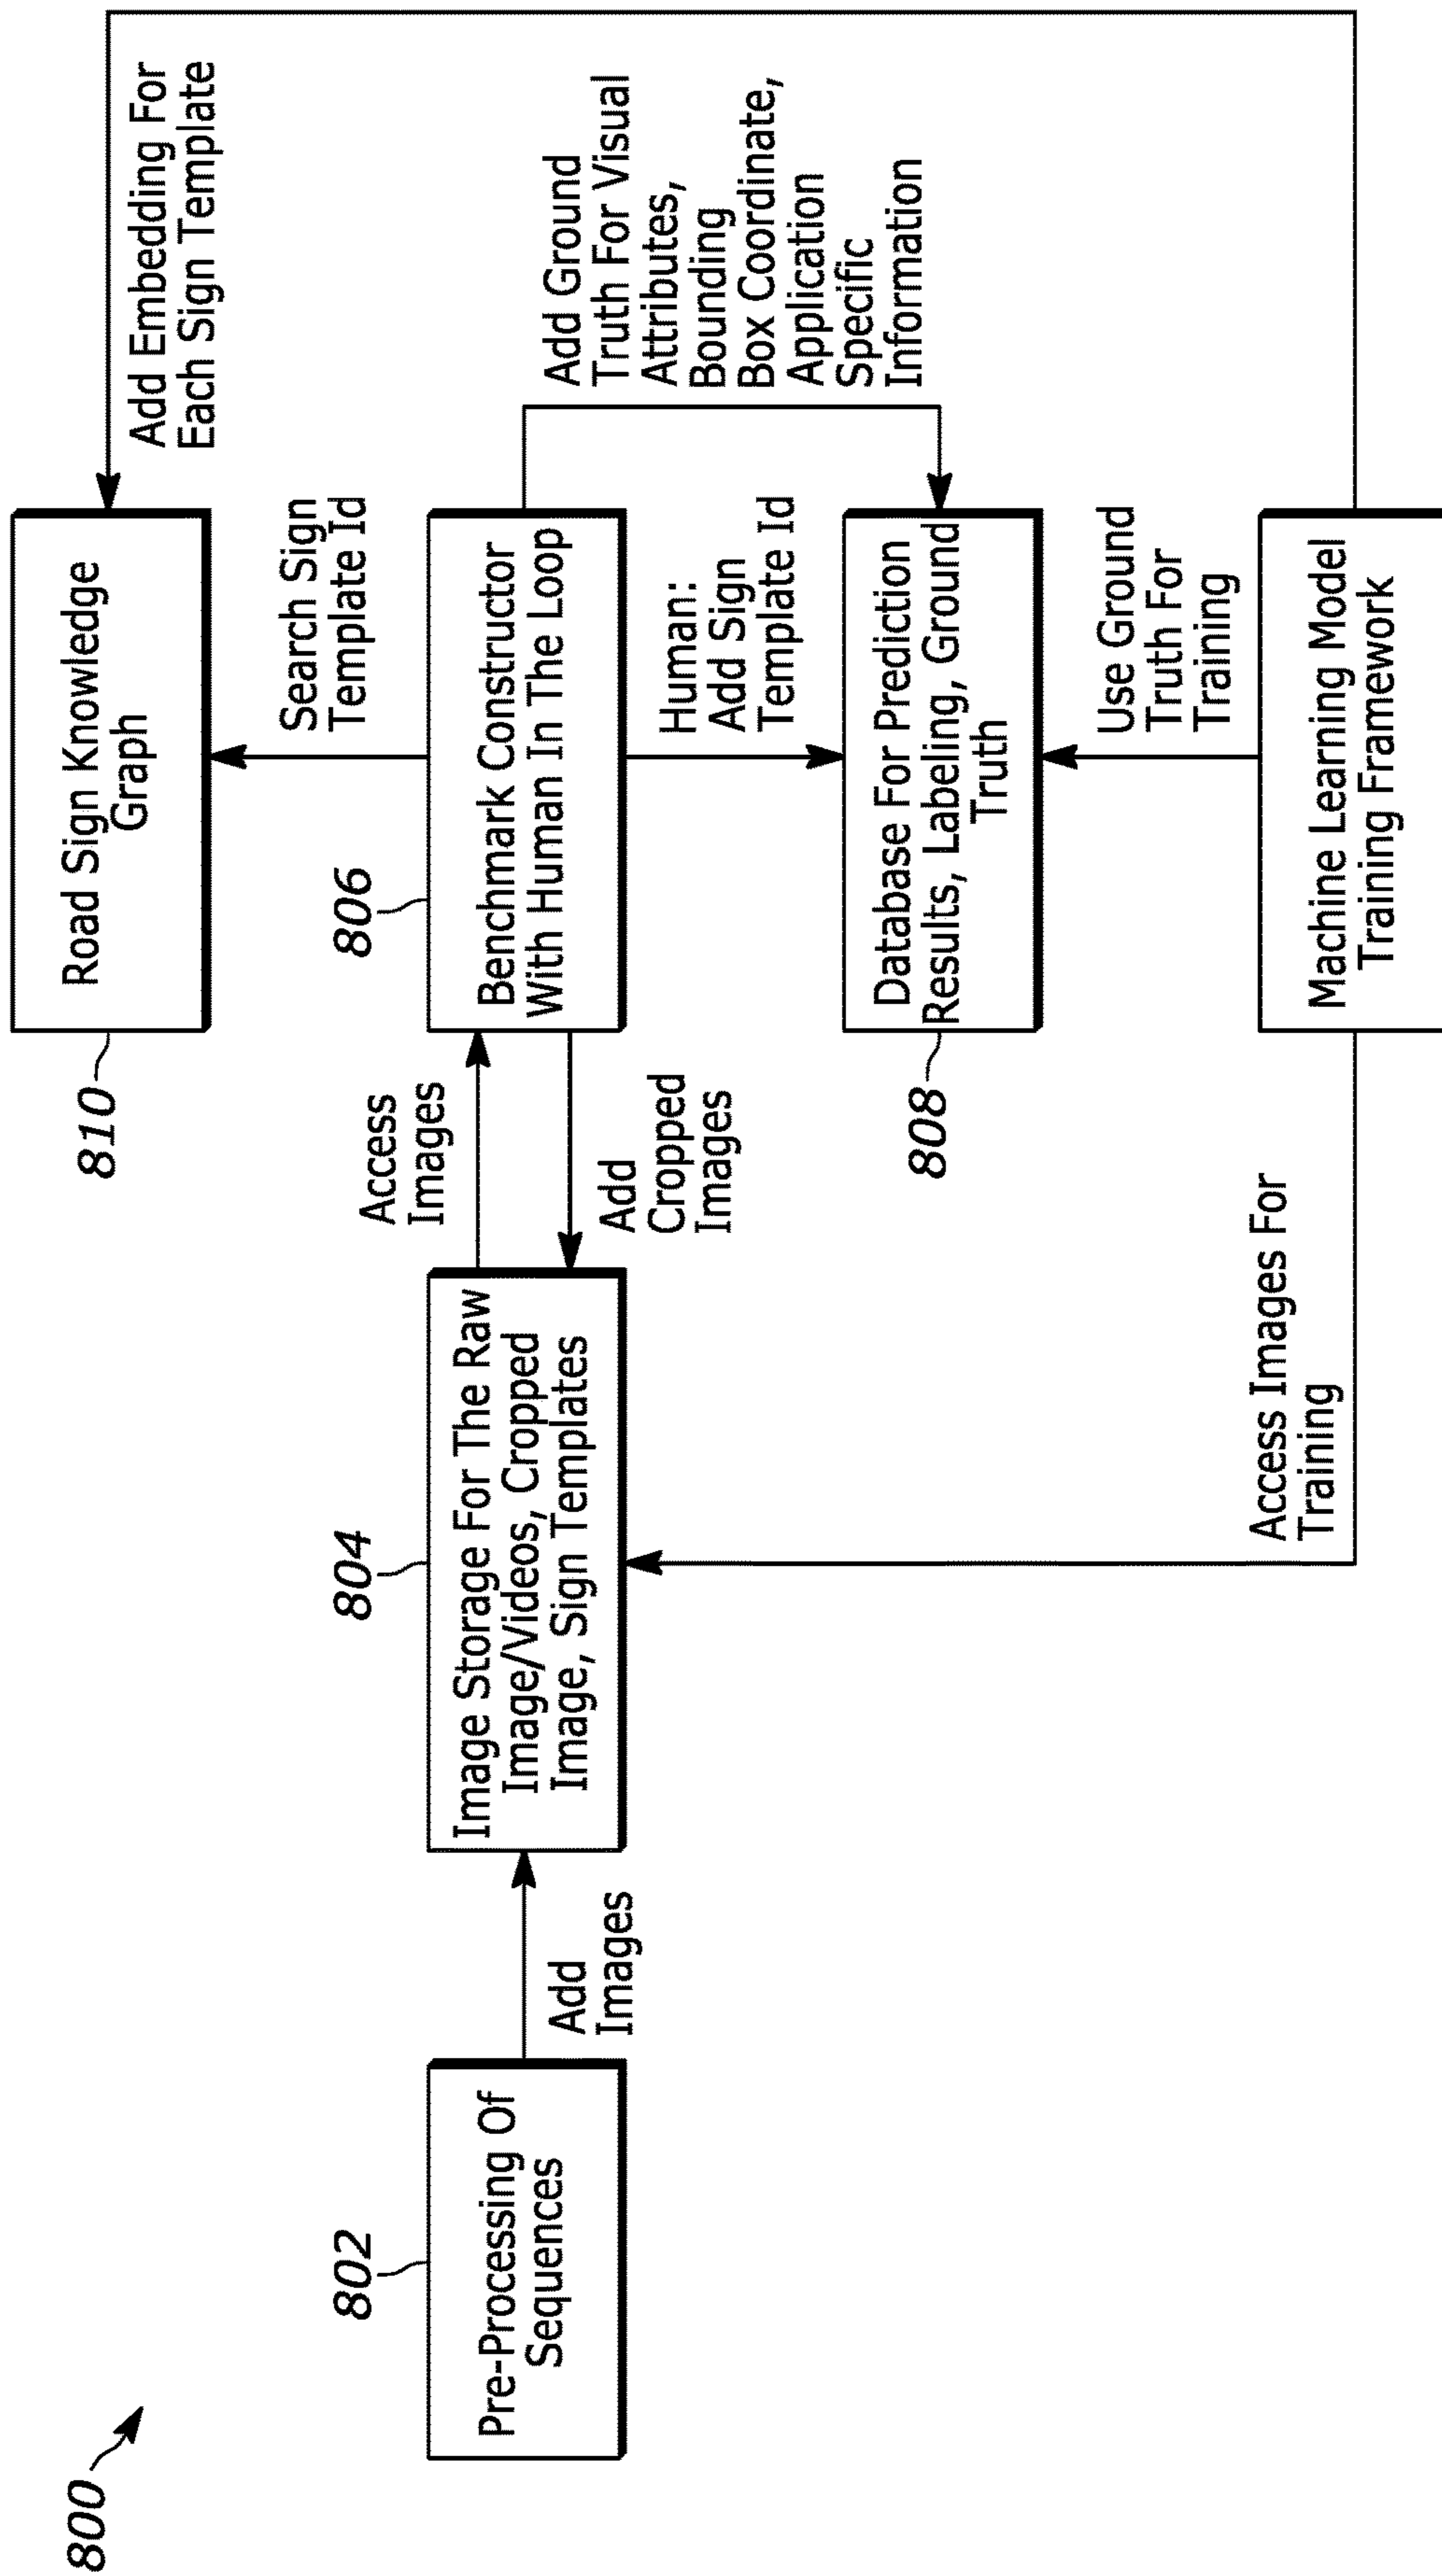 800
802
Pre-Processing Of
Sequences
Add
Images
804
Image Storage For The Raw
Image/Videos, Cropped
Image, Sign Templates
Access
Images
Add
Cropped
Images
Access Images For
Training
810
Road Sign Knowledge
Graph
Add Embedding For
Each Sign Template
Search Sign
Template Id
806
Benchmark Constructor
With Human In The Loop
Human:
Add Sign
Template Id
Add Ground
Truth For Visual
Attributes,
Bounding
Box Coordinate,
Application
Specific
Information
808
Database For Prediction
Results, Labeling, Ground
Truth
Use Ground
Truth For
Training
Machine Learning Model
Training Framework